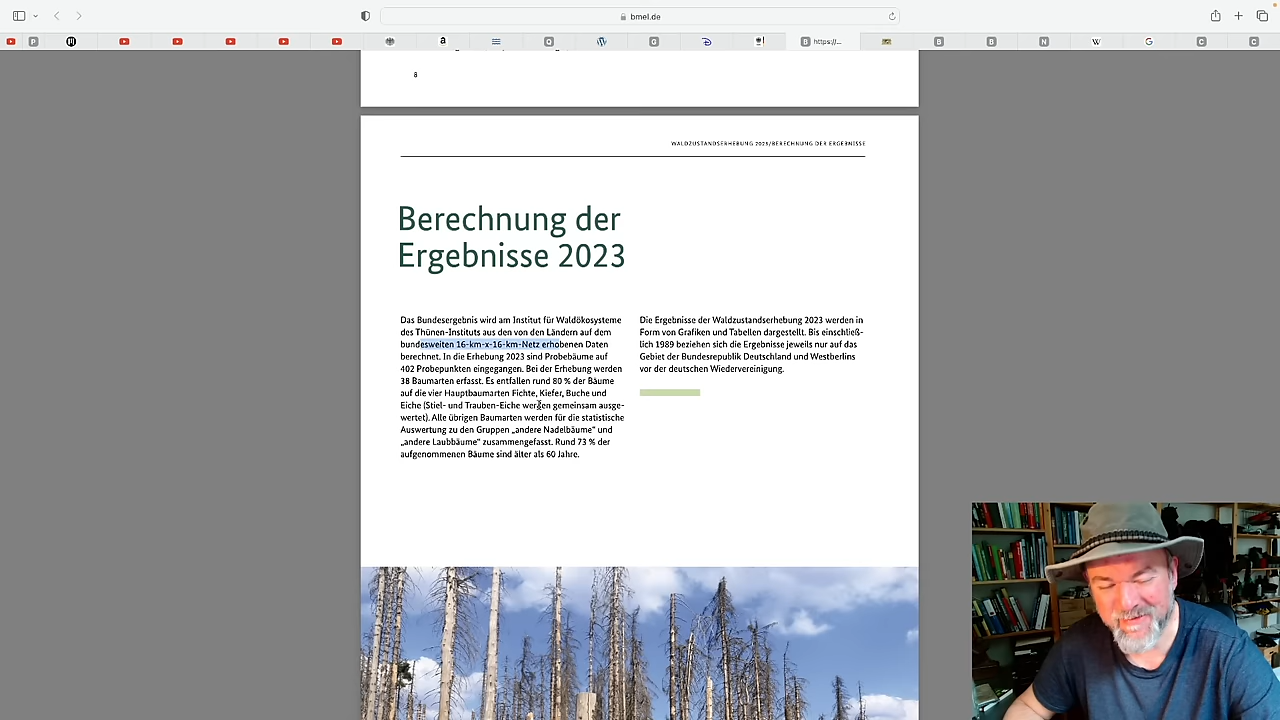 bmel.de
https://...
8
WALDZUSTANDSERHEBUNG 2023/BERECHNUNG DER ERGEBNISSE
Berechnung der
Ergebnisse 2023
Das Bundesergebnis wird am Institut für Waldökosysteme
des Thünen-Instituts aus den von den Ländern auf dem
bundesweiten 16-km-x-16-km-Netz erhobenen Daten
berechnet. In die Erhebung 2023 sind Probebäume auf
402 Probepunkten eingegangen. Bei der Erhebung werden
38 Baumarten erfasst. Es entfallen rund 80 % der Bäume
auf die vier Hauptbaumarten Fichte, Kiefer, Buche und
Eiche (Stiel- und Trauben-Eiche werden gemeinsam ausge-
wertet). Alle übrigen Baumarten werden für die statistische
Auswertung zu den Gruppen „andere Nadelbäume“ und
„andere Laubbäume“ zusammengefasst. Rund 73 % der
aufgenommenen Bäume sind älter als 60 Jahre.
Die Ergebnisse der Waldzustandserhebung 2023 werden in
Form von Grafiken und Tabellen dargestellt. Bis einschließ-
lich 1989 beziehen sich die Ergebnisse jeweils nur auf das
Gebiet der Bundesrepublik Deutschland und Westberlins
vor der deutschen Wiedervereinigung.